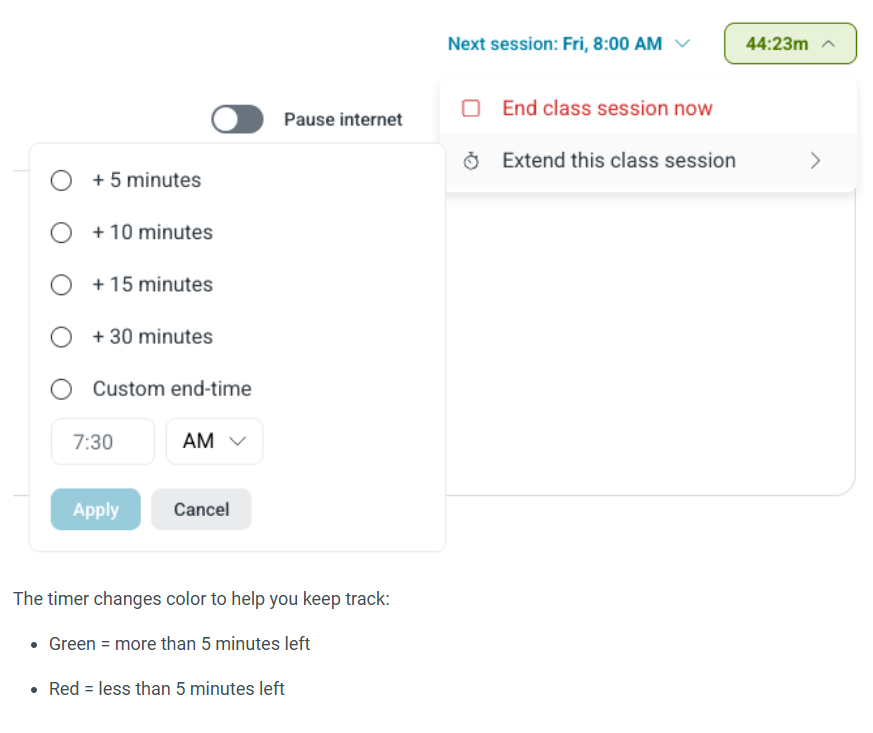 Next session: Fri, 8:00 AM
44:23m
End class session now
Pause internet
Extend this class session
+ 5 minutes
+ 10 minutes
+ 15 minutes
+ 30 minutes
Custom end-time
7:30 AM
Apply Cancel
The timer changes color to help you keep track:
• Green = more than 5 minutes left
• Red = less than 5 minutes left